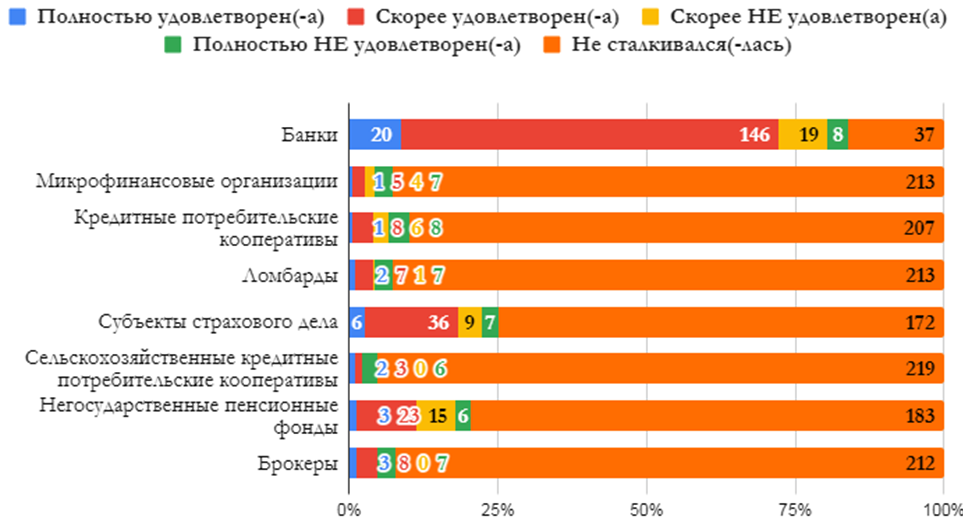 Полностью удовлетворен(-а) Скорее удовлетворен(-а) Скорее НЕ удовлетворен(а)
Полностью НЕ удовлетворен(-а) Не сталкивался(-лась)
Банки 20 146 19 8 37
Микрофинансовые организации 1 5 4 7 213
Кредитные потребительские
кооперативы 1 8 6 8 207
Ломбарды 2 7 1 7 213
Субъекты страхового дела 6 36 9 7 172
Сельскохозяйственные кредитные
потребительские кооперативы 2 3 0 6 219
Негосударственные пенсионные
фонды 3 23 15 6 183
Брокеры 3 8 0 7 212
0% 25% 50% 75% 100%